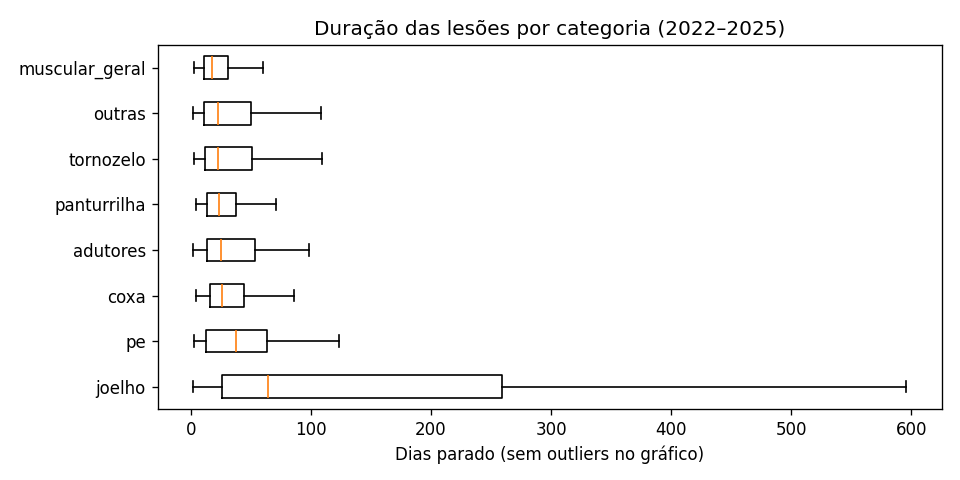 Duração das lesões por categoria (2022–2025)
muscular_geral
outras
tornozelo
panturrilha
adutores
coxa
pe
joelho
0 100 200 300 400 500 600
Dias parado (sem outliers no gráfico)